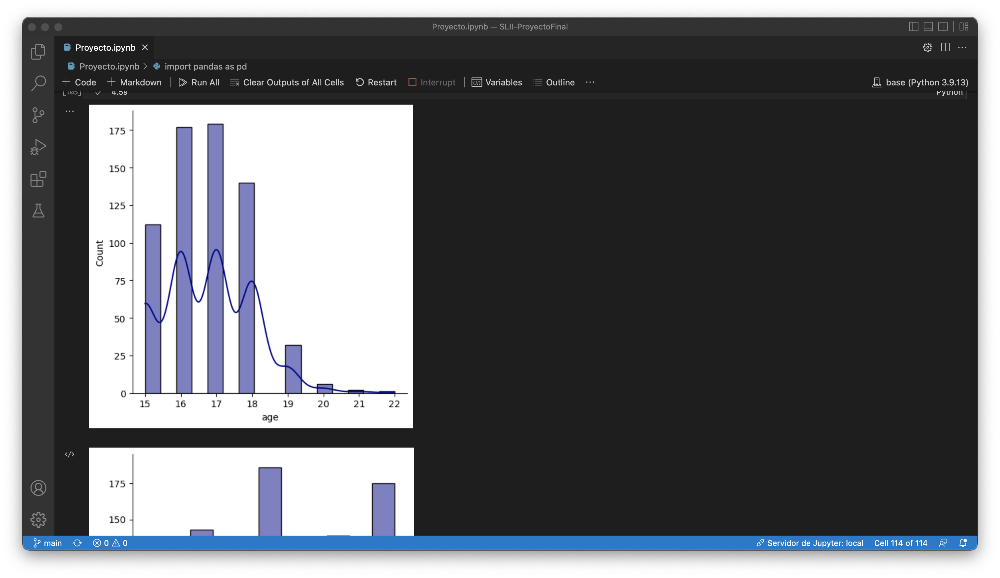 Proyecto.ipynb — SLII-ProyectoFinal
Proyecto.ipynb
Proyecto.ipynb > import pandas as pd
Code Markdown Run All Clear Outputs of All Cells Restart Interrupt Variables Outline ... base (Python 3.9.13)
[105] 4.5s Python
175
150
125
100
75
50
25
0
Count
15 16 17 18 19 20 21 22
age
175
150
main 0 0 Servidor de Jupyter: local Cell 114 of 114